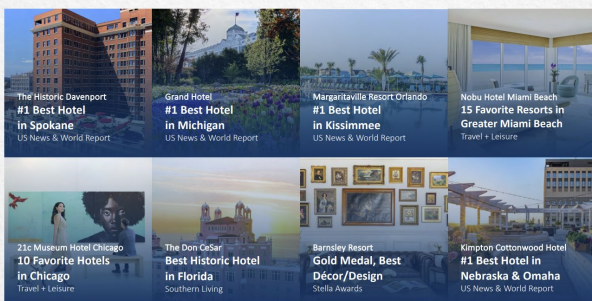 The Historic Davenport
#1 Best Hotel
in Spokane
US News & World Report
Grand Hotel
#1 Best Hotel
in Michigan
US News & World Report
Margaritaville Resort Orlando
#1 Best Hotel
in Kissimmee
US News & World Report
Nobu Hotel Miami Beach
15 Favorite Resorts in
Greater Miami Beach
Travel + Leisure
21c Museum Hotel Chicago
10 Favorite Hotels
in Chicago
Travel + Leisure
The Don CeSar
Best Historic Hotel
in Florida
Southern Living
Barnsley Resort
Gold Medal, Best
Décor/Design
Stella Awards
Kimpton Cottonwood Hotel
#1 Best Hotel in
Nebraska & Omaha
US News & World Report